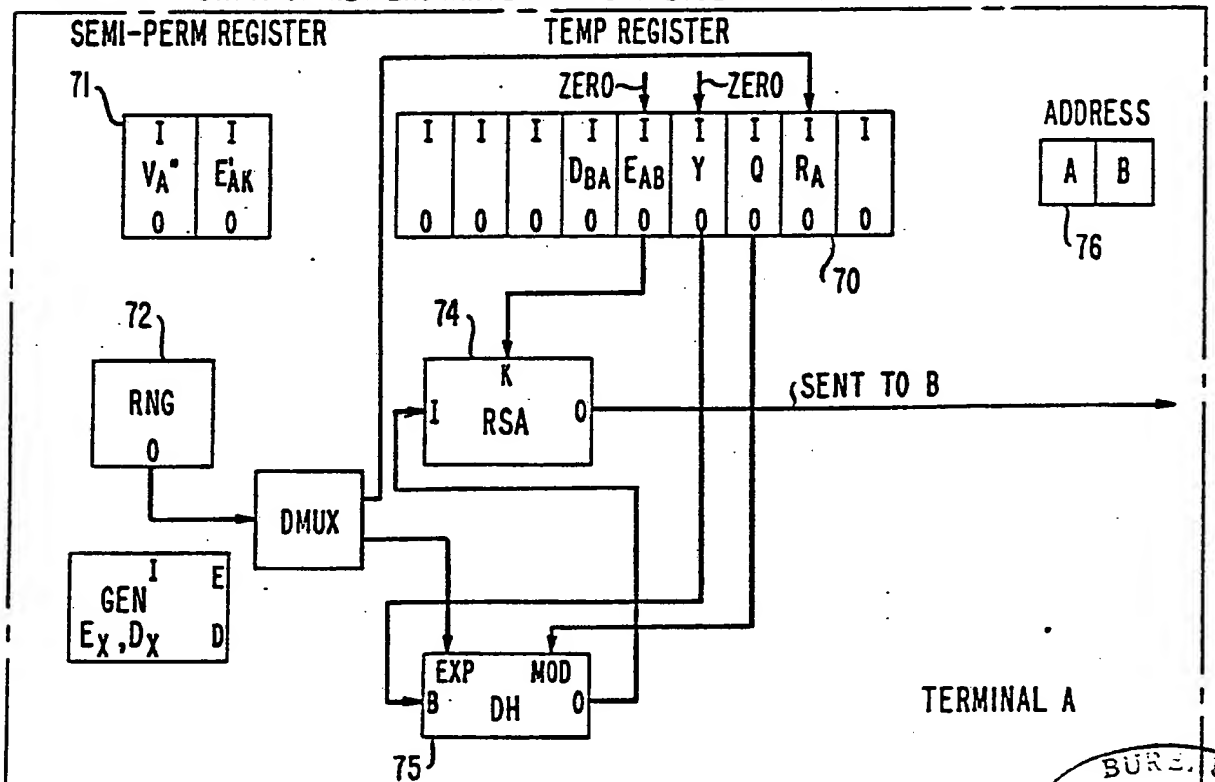 SEMI-PERM REGISTER
TEMP REGISTER
71
ZERO
ZERO
ADDRESS
I I
V_A" E'_AK
0 0
I I I I I I I I I
D_BA E_AB Y Q R_A
0 0 0 0 0 0 0 0 0
A B
76
70
72
74
RNG
0
K
I RSA 0
SENT TO B
DMUX
I E
GEN
E_X, D_X D
EXP MOD
B DH 0
75
TERMINAL A